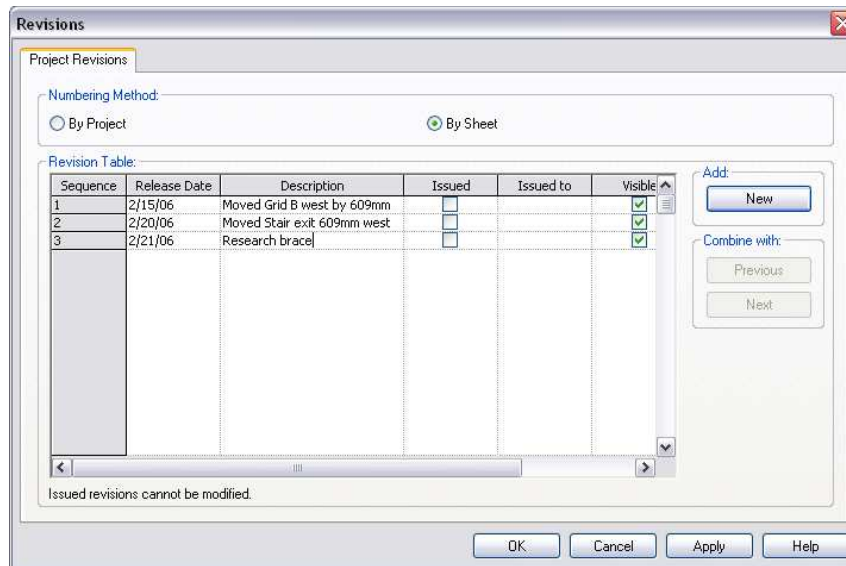 Revisions
Project Revisions
Numbering Method:
By Project
By Sheet
Revision Table:
Sequence Release Date Description Issued Issued to Visible
1 2/15/06 Moved Grid B west by 609mm
2 2/20/06 Moved Stair exit 609mm west
3 2/21/06 Research brace
Issued revisions cannot be modified.
Add:
New
Combine with:
Previous
Next
OK Cancel Apply Help